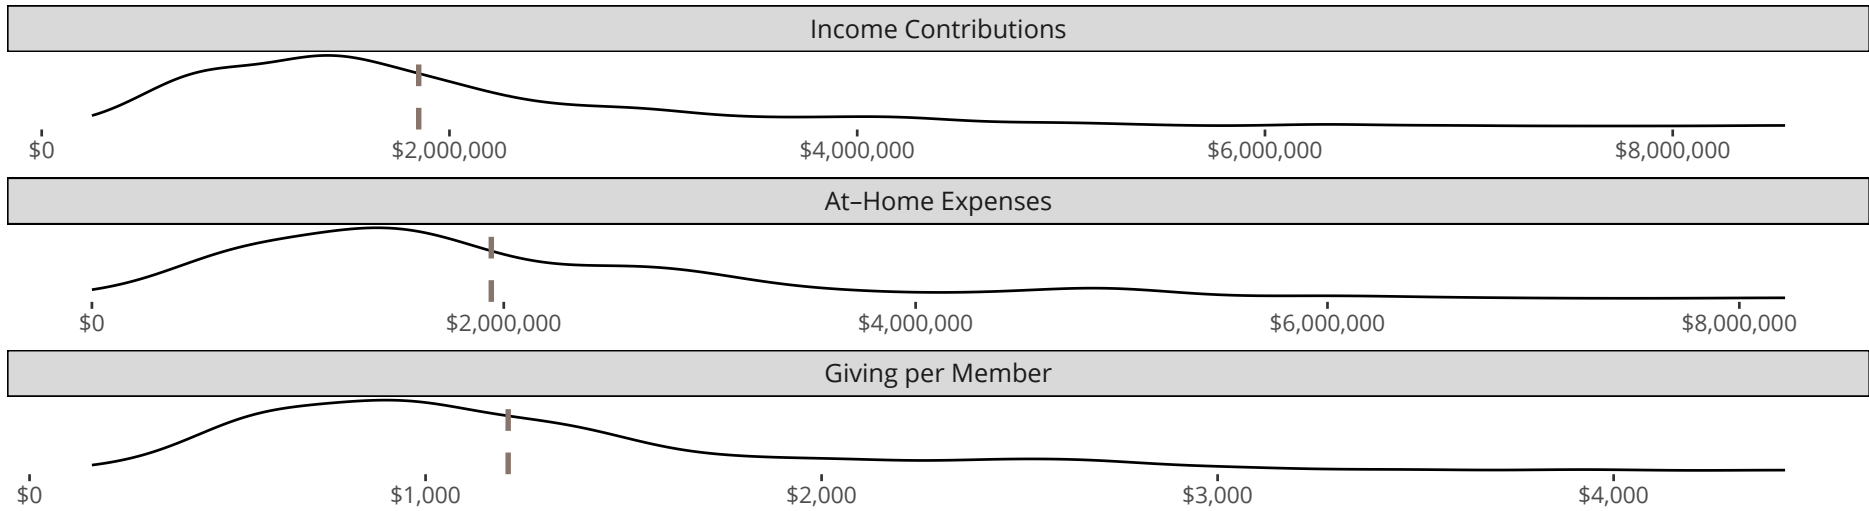 Income Contributions
$0 $2,000,000 $4,000,000 $6,000,000 $8,000,000
At–Home Expenses
$0 $2,000,000 $4,000,000 $6,000,000 $8,000,000
Giving per Member
$0 $1,000 $2,000 $3,000 $4,000